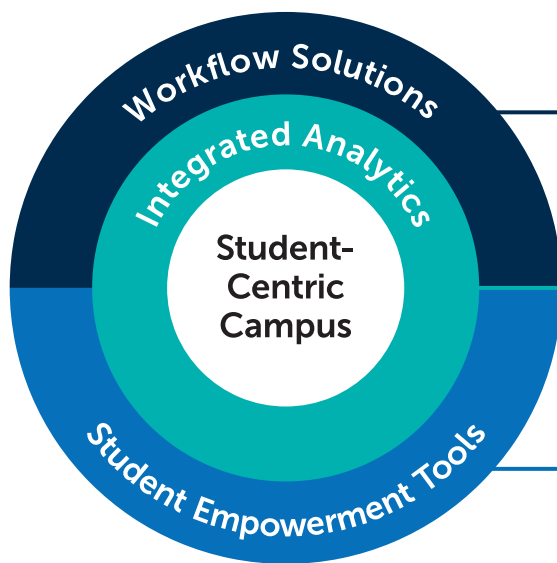 Workflow Solutions
Integrated Analytics
Student-
Centric
Campus
Student Empowerment Tools